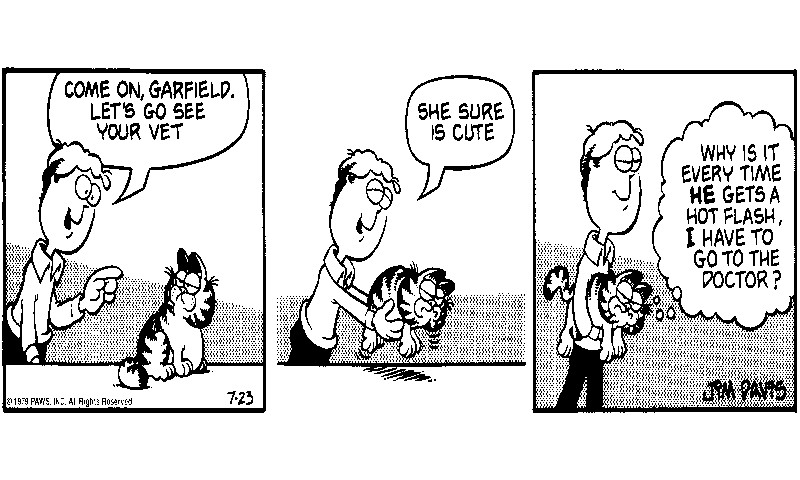 COME ON, GARFIELD.
LET'S GO SEE
YOUR VET
© 1979 PAWS, INC. All Rights Reserved
7-23
SHE SURE
IS CUTE
WHY IS IT
EVERY TIME
HE GETS A
HOT FLASH,
I HAVE TO
GO TO THE
DOCTOR?
JIM DAVIS